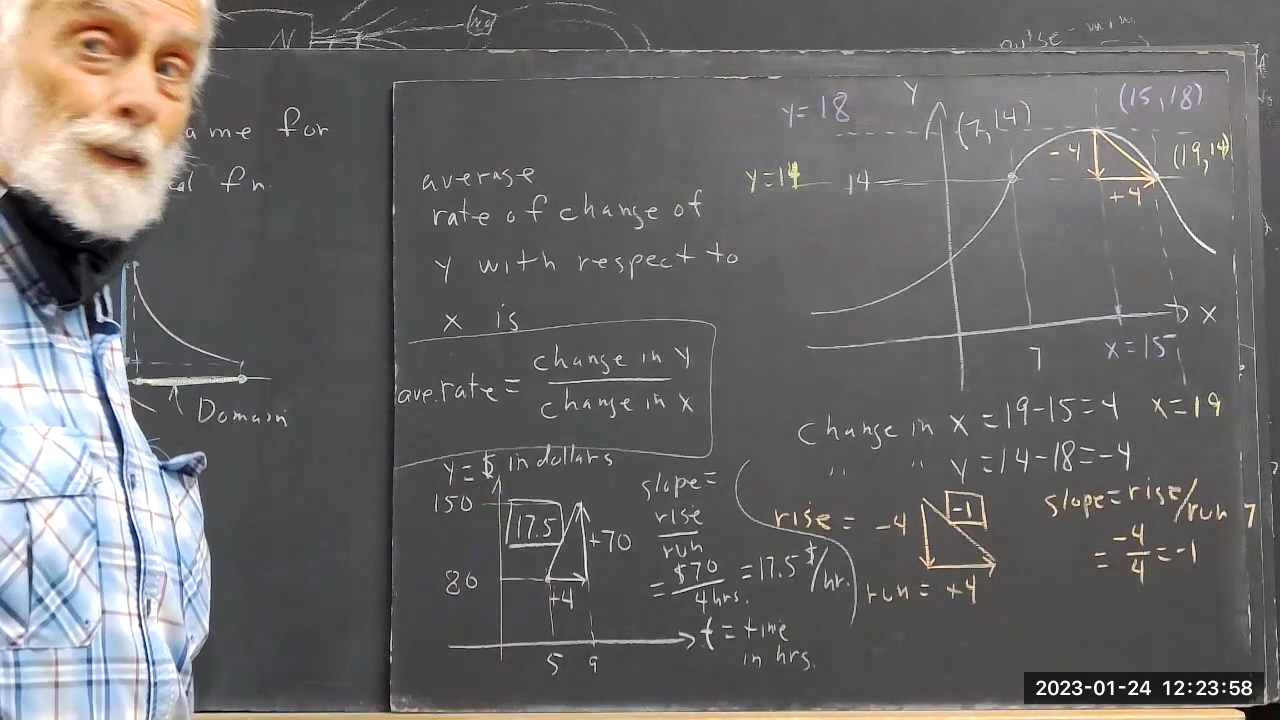 N
pulse - min
ame for
cal fn.
Domain
average
rate of change of
y with respect to
x is
ave.rate = change in y
change in x
y = 18
Y
(7,14)
(15,18)
y=14
14
-4
(19,14)
+4
X
7
x = 15
change in x = 19-15 = 4 x = 19
" " y = 14-18 = -4
y = $ in dollars
150
17.5
+70
80
+4
5 9
t = time
in hrs.
slope =
rise
run
= $70 = 17.5 $/hr.
4 hrs.
rise = -4
-1
run = +4
slope = rise/run
7
= -4 = -1
4
2023-01-24 12:23:58